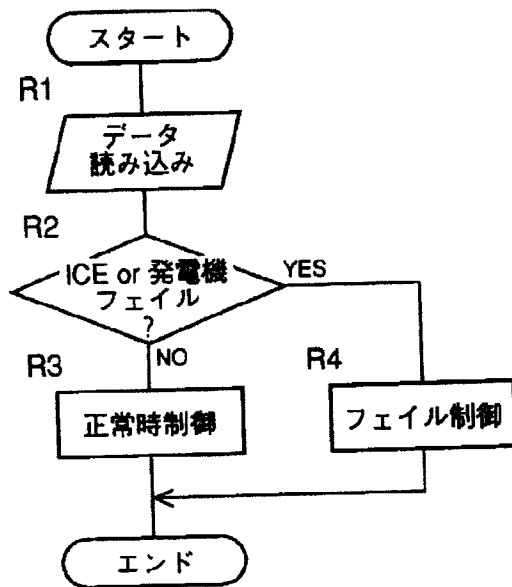 スタート
R1
データ
読み込み
R2
ICE or 発電機
フェイル
?
YES
NO
R3
正常時制御
R4
フェイル制御
エンド